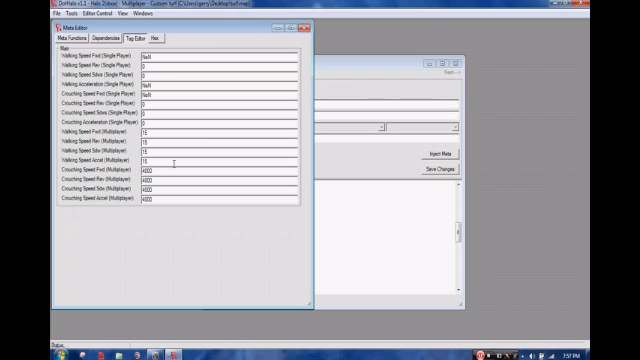 DotHalo v1.1 - Halo 2(xbox) - Multiplayer - Custom turf (C:\Users\gerry\Desktop\turf.map)
File Tools Editor Control View Windows
Meta Editor
Meta Functions Dependencies Tag Editor Hex
Main
Walking Speed Fwd (Single Player) NaN
Walking Speed Rev (Single Player) 0
Walking Speed Sdws (Single Player) 0
Walking Acceleration (Single Player) NaN
Crouching Speed Fwd (Single Player) NaN
Crouching Speed Rev (Single Player) 0
Crouching Speed Sdws (Single Player) 0
Crouching Acceleration (Single Player) 0
Walking Speed Fwd (Multiplayer) 15
Walking Speed Rev (Multiplayer) 15
Walking Speed Sdw (Multiplayer) 15
Walking Speed Accel (Multiplayer) 15
Crouching Speed Fwd (Multiplayer) 4000
Crouching Speed Rev (Multiplayer) 4000
Crouching Speed Sdw (Multiplayer) 4000
Crouching Speed Accel (Multiplayer) 4000
Next--->
Inject Meta
Save Changes
Status
7:57 PM